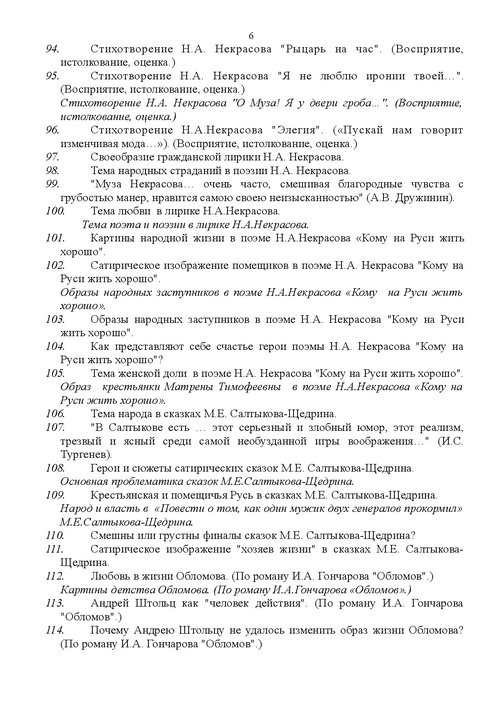 6
94. Стихотворение Н.А. Некрасова "Рыцарь на час". (Восприятие,
истолкование, оценка.)
95. Стихотворение Н.А. Некрасова "Я не люблю иронии твоей…".
(Восприятие, истолкование, оценка.)
Стихотворение Н.А. Некрасова "О Муза! Я у двери гроба…". (Восприятие,
истолкование, оценка.)
96. Стихотворение Н.А.Некрасова "Элегия". («Пускай нам говорит
изменчивая мода…»). (Восприятие, истолкование, оценка.)
97. Своеобразие гражданской лирики Н.А. Некрасова.
98. Тема народных страданий в поэзии Н.А. Некрасова.
99. "Муза Некрасова… очень часто, смешивая благородные чувства с
грубостью манер, нравится самою своею неизысканностью" (А.В. Дружинин).
100. Тема любви в лирике Н.А.Некрасова.
Тема поэта и поэзии в лирике Н.А.Некрасова.
101. Картины народной жизни в поэме Н.А.Некрасова «Кому на Руси жить
хорошо".
102. Сатирическое изображение помещиков в поэме Н.А. Некрасова "Кому на
Руси жить хорошо".
Образы народных заступников в поэме Н.А.Некрасова «Кому на Руси жить
хорошо».
103. Образы народных заступников в поэме Н.А. Некрасова "Кому на Руси
жить хорошо".
104. Как представляют себе счастье герои поэмы Н.А. Некрасова "Кому на
Руси жить хорошо"?
105. Тема женской доли в поэме Н.А. Некрасова "Кому на Руси жить хорошо".
Образ крестьянки Матрены Тимофеевны в поэме Н.А.Некрасова «Кому на
Руси жить хорошо».
106. Тема народа в сказках М.Е. Салтыкова-Щедрина.
107. "В Салтыкове есть … этот серьезный и злобный юмор, этот реализм,
трезвый и ясный среди самой необузданной игры воображения…" (И.С.
Тургенев).
108. Герои и сюжеты сатирических сказок М.Е. Салтыкова-Щедрина.
Основная проблематика сказок М.Е.Салтыкова-Щедрина.
109. Крестьянская и помещичья Русь в сказках М.Е. Салтыкова-Щедрина.
Народ и власть в «Повести о том, как один мужик двух генералов прокормил»
М.Е.Салтыкова-Щедрина.
110. Смешны или грустны финалы сказок М.Е. Салтыкова-Щедрина?
111. Сатирическое изображение "хозяев жизни" в сказках М.Е. Салтыкова-
Щедрина.
112. Любовь в жизни Обломова. (По роману И.А. Гончарова "Обломов".)
Картины детства Обломова. (По роману И.А.Гончарова «Обломов».)
113. Андрей Штольц как "человек действия". (По роману И.А. Гончарова
"Обломов".)
114. Почему Андрею Штольцу не удалось изменить образ жизни Обломова?
(По роману И.А. Гончарова "Обломов".)